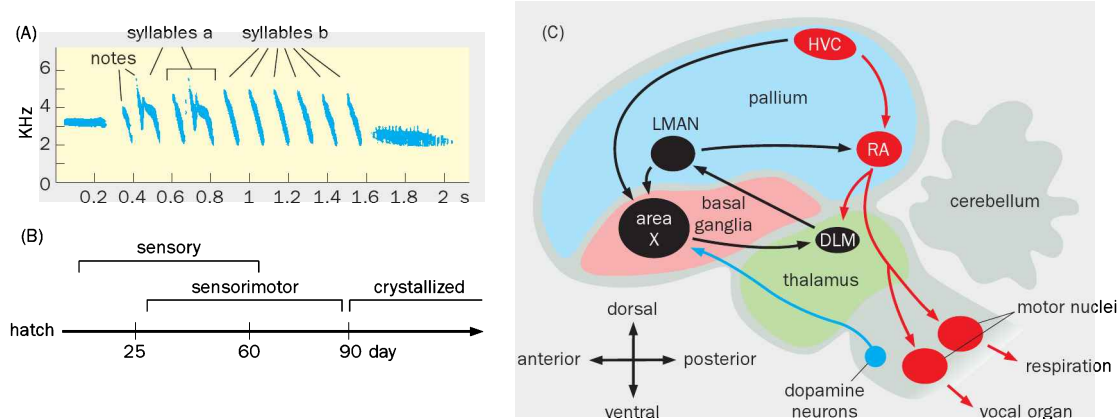 (A)
syllables a
syllables b
notes
KHz
6
4
2
0
0.2 0.4 0.6 0.8 1.0 1.2 1.4 1.6 1.8 2 s
(B)
sensory
sensorimotor
crystallized
hatch
25 60 90 day
(C)
HVC
pallium
LMAN
RA
basal
ganglia
area
X
DLM
cerebellum
thalamus
motor nuclei
dorsal
anterior
posterior
ventral
dopamine
neurons
respiration
vocal organ